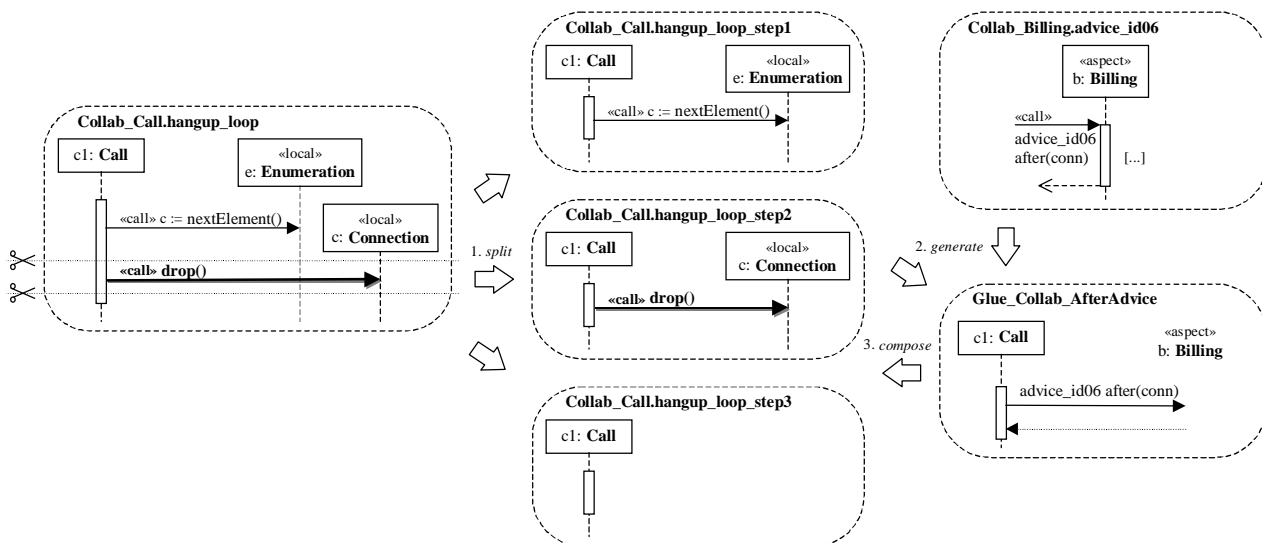 Collab_Call.hangup_loop
c1: Call
«local»
e: Enumeration
«call» c := nextElement()
«local»
c: Connection
«call» drop()
1. split
Collab_Call.hangup_loop_step1
c1: Call
«local»
e: Enumeration
«call» c := nextElement()
Collab_Call.hangup_loop_step2
c1: Call
«local»
c: Connection
«call» drop()
Collab_Call.hangup_loop_step3
c1: Call
Collab_Billing.advice_id06
«aspect»
b: Billing
«call»
advice_id06
after(conn)
[...]
2. generate
Glue_Collab_AfterAdvice
c1: Call
«aspect»
b: Billing
advice_id06 after(conn)
3. compose